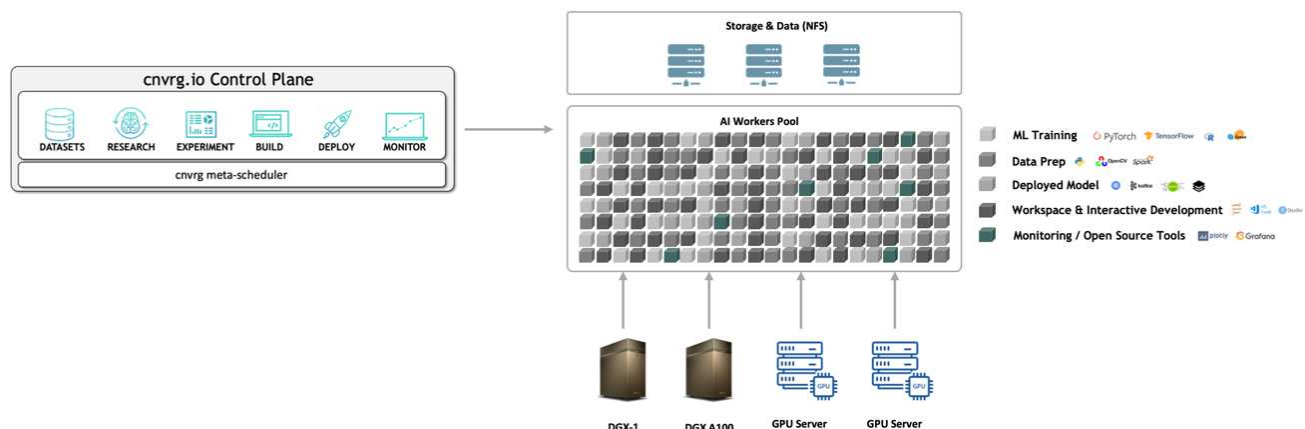 Storage & Data (NFS)
cnvrg.io Control Plane
DATASETS RESEARCH EXPERIMENT BUILD DEPLOY MONITOR
cnvrg meta-scheduler
AI Workers Pool
ML Training PyTorch TensorFlow R
Data Prep OpenCV Spark
Deployed Model kafka
Workspace & Interactive Development
Monitoring / Open Source Tools plotly Grafana
DGX-1 DGX A100 GPU Server GPU Server
GPU GPU